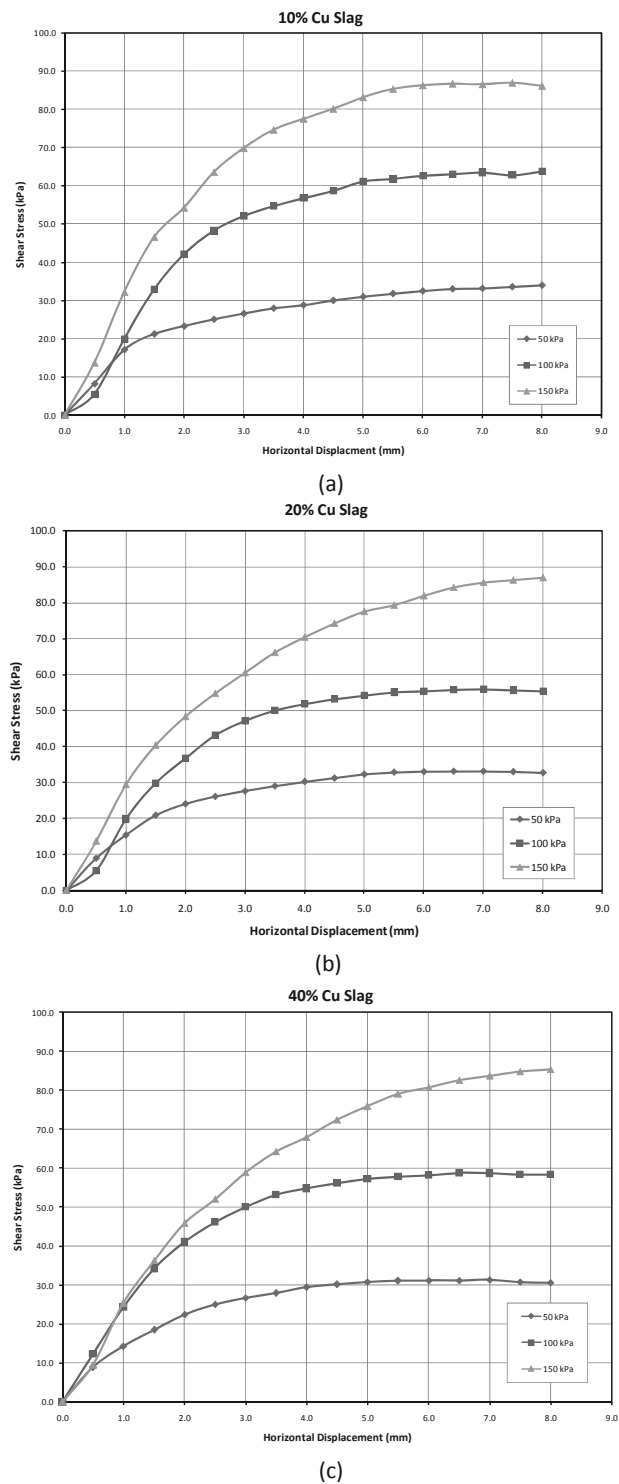 10% Cu Slag
100.0
90.0
80.0
70.0
60.0
50.0
40.0
30.0
20.0
10.0
0.0
Shear Stress (kPa)
50 kPa
100 kPa
150 kPa
0.0 1.0 2.0 3.0 4.0 5.0 6.0 7.0 8.0 9.0
Horizontal Displacment (mm)
(a)
20% Cu Slag
100.0
90.0
80.0
70.0
60.0
50.0
40.0
30.0
20.0
10.0
0.0
Shear Stress (kPa)
50 kPa
100 kPa
150 kPa
0.0 1.0 2.0 3.0 4.0 5.0 6.0 7.0 8.0 9.0
Horizontal Displacement (mm)
(b)
40% Cu Slag
100.0
90.0
80.0
70.0
60.0
50.0
40.0
30.0
20.0
10.0
0.0
Shear Stress (kPa)
50 kPa
100 kPa
150 kPa
0.0 1.0 2.0 3.0 4.0 5.0 6.0 7.0 8.0 9.0
Horizontal Displacement (mm)
(c)